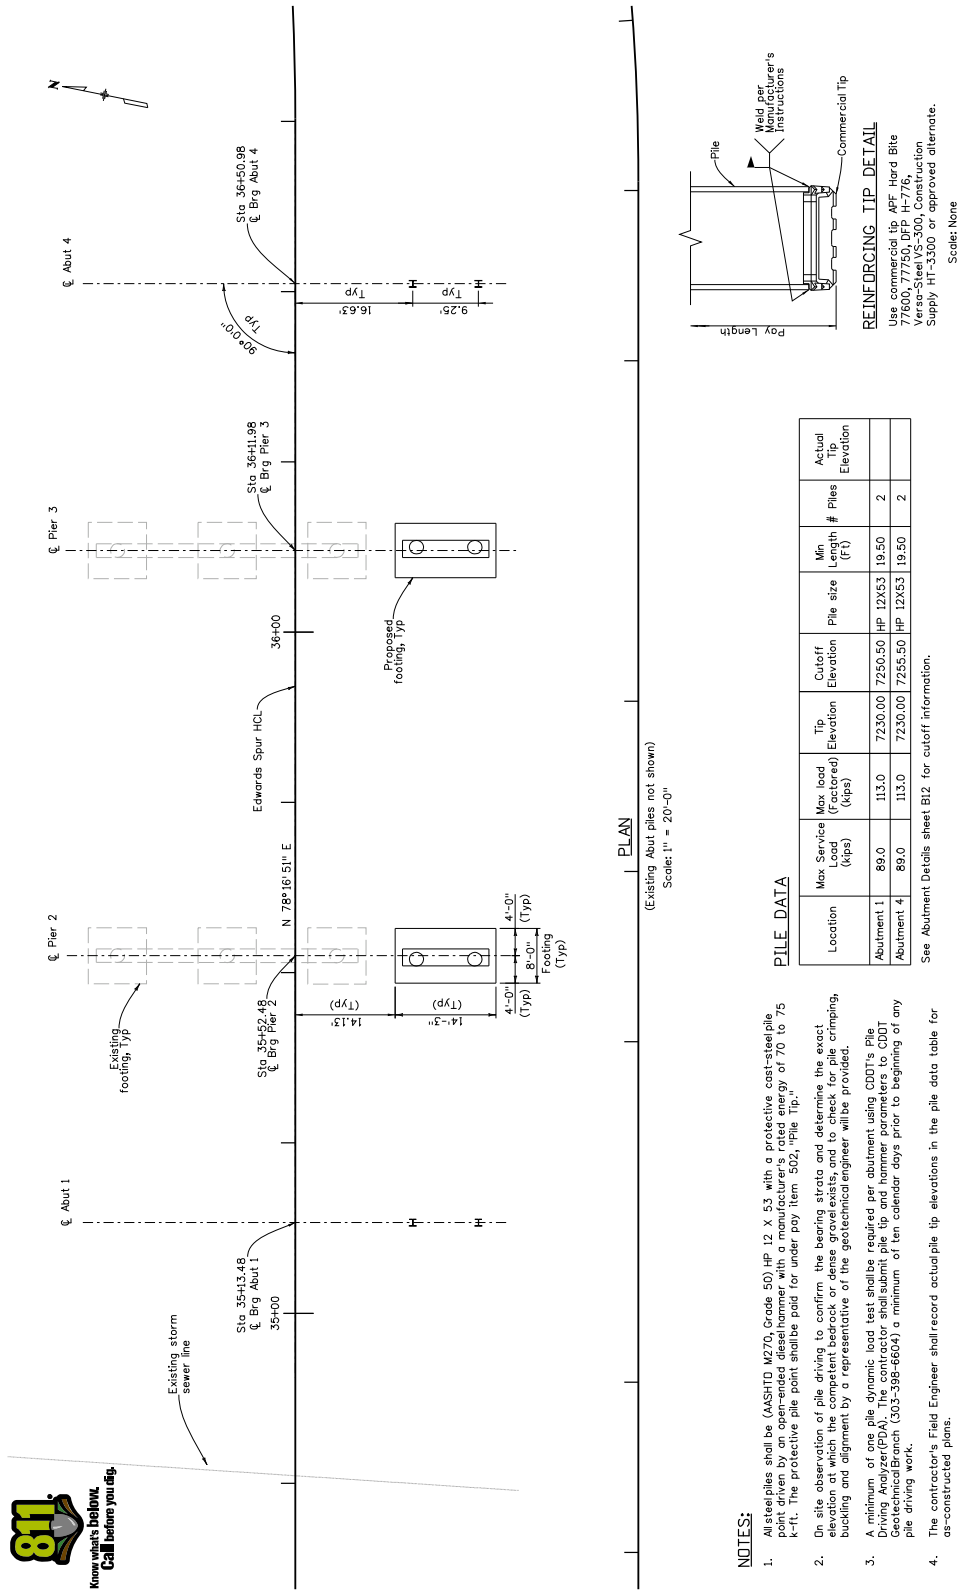 811
Know what's below.
Call before you dig.
Existing storm
sewer line
℄ Abut 1
Sta 35+13.48
℄ Brg Abut 1
35+00
Existing
footing, Typ
℄ Pier 2
Sta 35+52.48
℄ Brg Pier 2
14.13'
(Typ)
14'-3"
(Typ)
4'-0"
(Typ)
8'-0"
Footing
(Typ)
4'-0"
(Typ)
N 78°16'51" E
Edwards Spur HCL
36+00
Proposed
footing, Typ
℄ Pier 3
Sta 36+11.98
℄ Brg Pier 3
90°0'0"
Typ
℄ Abut 4
Sta 36+50.98
℄ Brg Abut 4
16.63'
Typ
9.25'
Typ
N
PLAN
(Existing Abut piles not shown)
Scale: 1" = 20'-0"
NOTES:
1. All steel piles shall be (AASHTO M270, Grade 50) HP 12 X 53 with a protective cast-steel pile
point driven by an open-ended diesel hammer with a manufacturer's rated energy of 70 to 75
k-ft. The protective pile point shall be paid for under pay item 502, "Pile Tip."
2. On site observation of pile driving to confirm the bearing strata and determine the exact
elevation at which the competent bedrock or dense gravel exists, and to check for pile crimping,
buckling and alignment by a representative of the geotechnical engineer will be provided.
3. A minimum of one pile dynamic load test shall be required per abutment using CDOT's Pile
Driving Analyzer(PDA). The contractor shall submit pile tip and hammer parameters to CDOT
Geotechnical Branch (303-398-6604) a minimum of ten calendar days prior to beginning of any
pile driving work.
4. The contractor's Field Engineer shall record actual pile tip elevations in the pile data table for
as-constructed plans.
PILE DATA
Location Max Service Load (kips) Max load (Factored) (kips) Tip Elevation Cutoff Elevation Pile size Min Length (Ft) # Piles Actual Tip Elevation
Abutment 1 89.0 113.0 7230.00 7250.50 HP 12X53 19.50 2
Abutment 4 89.0 113.0 7230.00 7255.50 HP 12X53 19.50 2
See Abutment Details sheet B12 for cutoff information.
Pay Length
Pile
Weld per
Manufacturer's
Instructions
Commercial Tip
REINFORCING TIP DETAIL
Use commercial tip APF Hard Bite
77600, 77750, DFP H-776,
Versa-Steel VS-300, Construction
Supply HT-3300 or approved alternate.
Scale: None